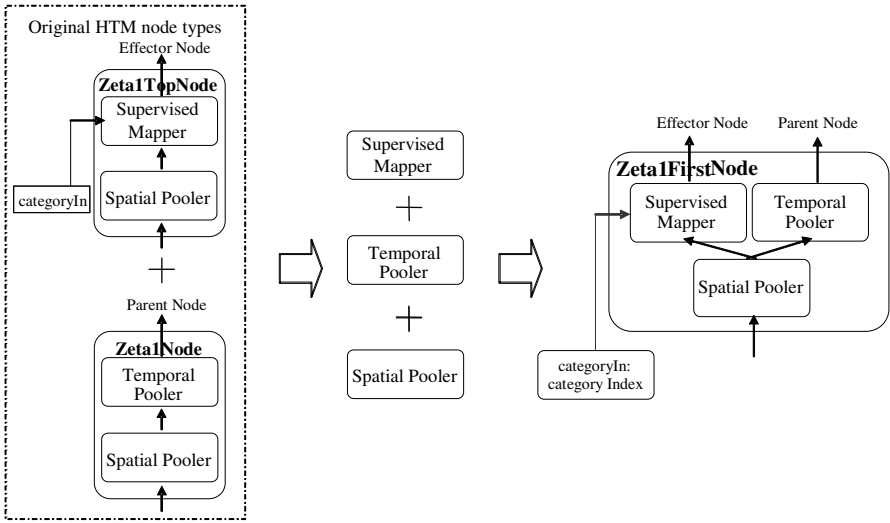 Original HTM node types
Effector Node
Zeta1TopNode
Supervised
Mapper
categoryIn
Spatial Pooler
+
Parent Node
Zeta1Node
Temporal
Pooler
Spatial Pooler
Supervised
Mapper
+
Temporal
Pooler
+
Spatial Pooler
Effector Node
Parent Node
Zeta1FirstNode
Supervised
Mapper
Temporal
Pooler
Spatial Pooler
categoryIn:
category Index